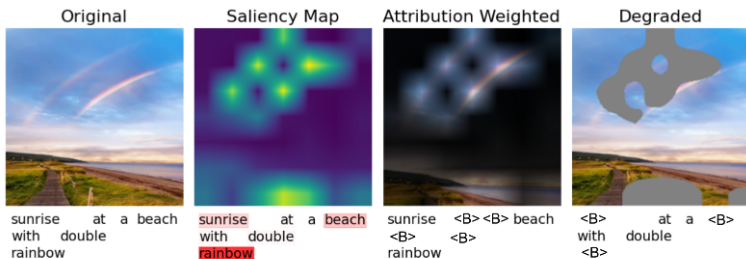 Original Saliency Map Attribution Weighted Degraded
sunrise at a beach
with double
rainbow
sunrise at a beach
with double
rainbow
sunrise <B> <B> beach
<B> <B>
rainbow
<B> at a <B>
with double
<B>